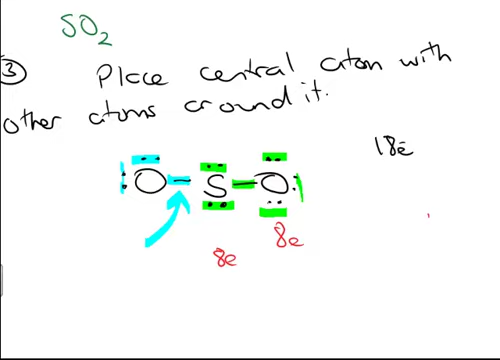 SO2
3 Place central atom with
other atoms around it.
18e
O-S-O
8e
8e